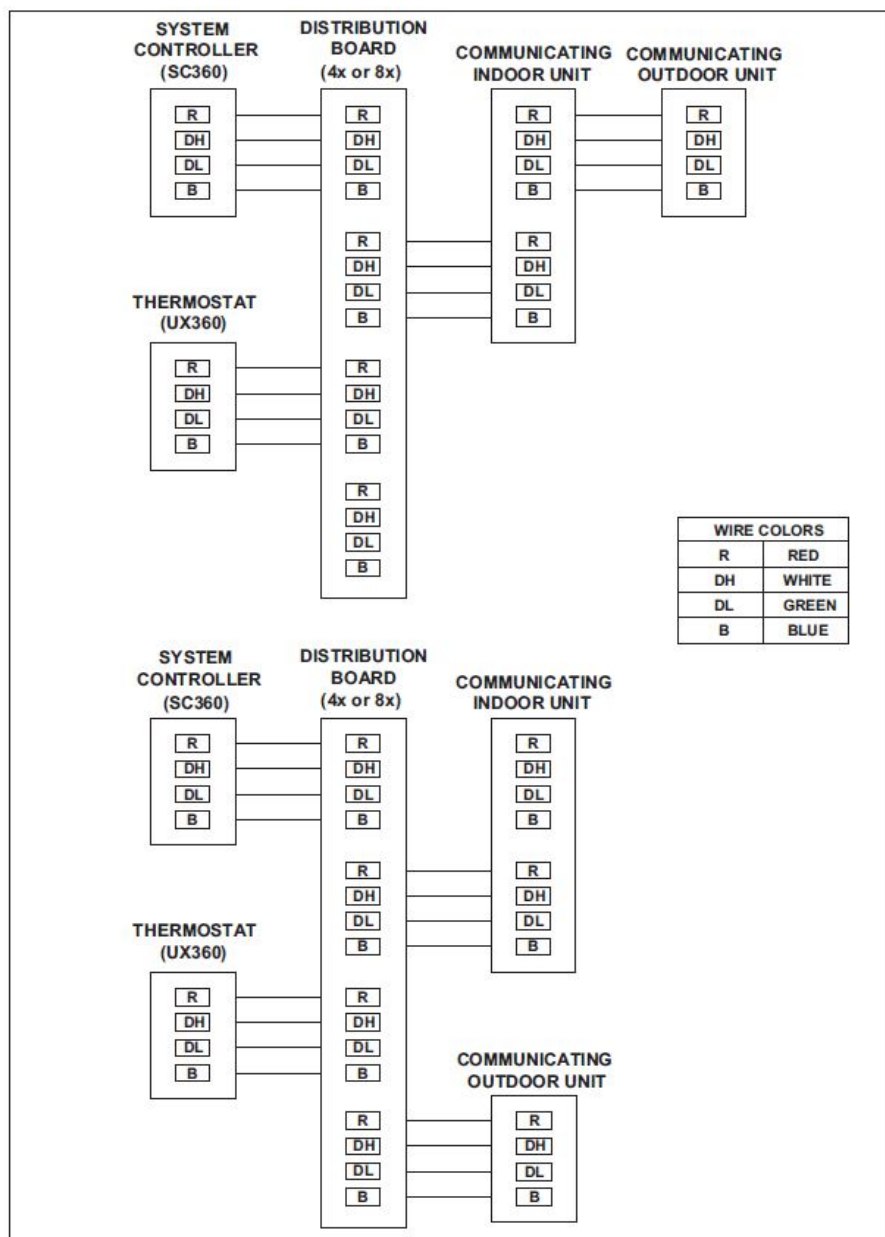 SYSTEM
CONTROLLER
(SC360)
DISTRIBUTION
BOARD
(4x or 8x)
COMMUNICATING
INDOOR UNIT
COMMUNICATING
OUTDOOR UNIT
R
DH
DL
B
R
DH
DL
B
R
DH
DL
B
R
DH
DL
B
R
DH
DL
B
R
DH
DL
B
THERMOSTAT
(UX360)
R
DH
DL
B
R
DH
DL
B
R
DH
DL
B
WIRE COLORS
R RED
DH WHITE
DL GREEN
B BLUE
SYSTEM
CONTROLLER
(SC360)
DISTRIBUTION
BOARD
(4x or 8x)
COMMUNICATING
INDOOR UNIT
R
DH
DL
B
R
DH
DL
B
R
DH
DL
B
R
DH
DL
B
R
DH
DL
B
THERMOSTAT
(UX360)
R
DH
DL
B
R
DH
DL
B
COMMUNICATING
OUTDOOR UNIT
R
DH
DL
B
R
DH
DL
B